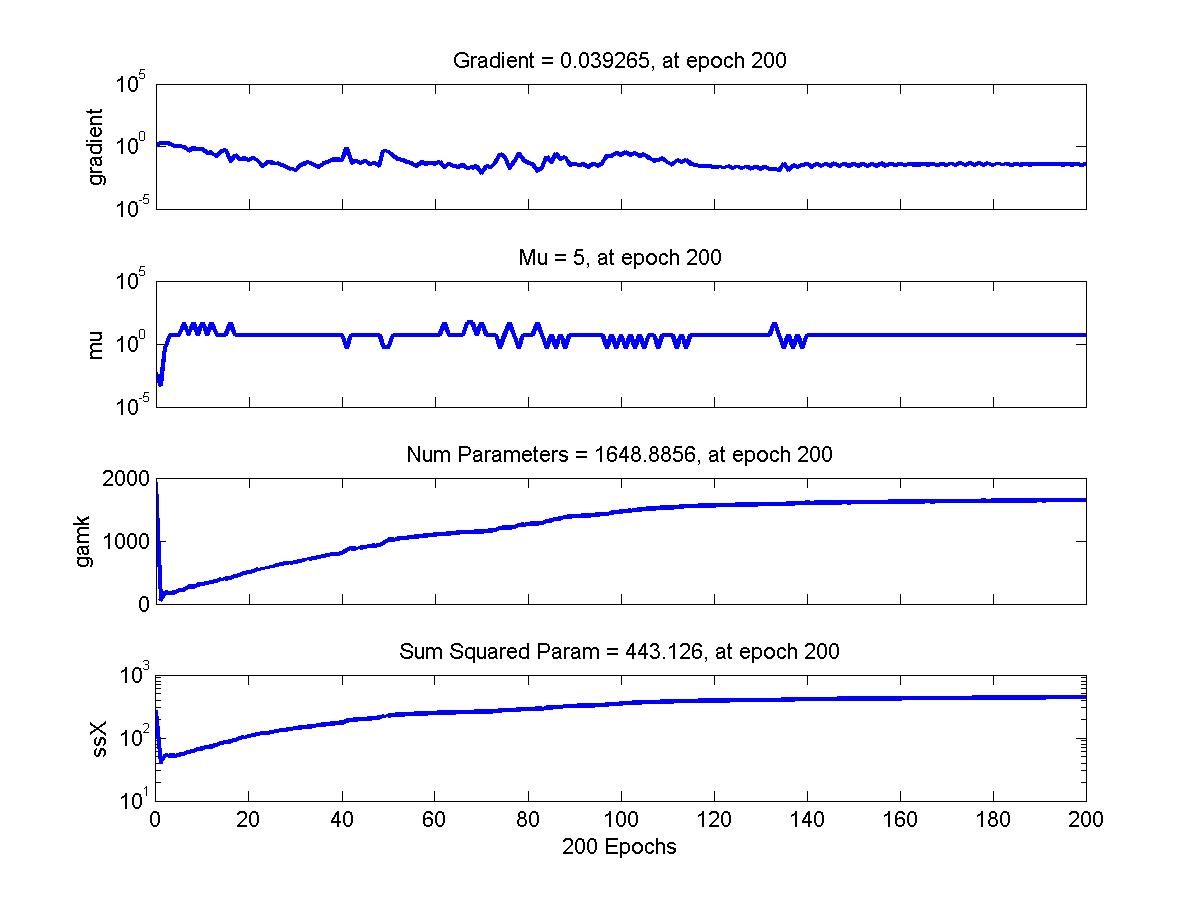 Gradient = 0.039265, at epoch 200
10^5
10^0
10^-5
gradient
Mu = 5, at epoch 200
10^5
10^0
10^-5
mu
Num Parameters = 1648.8856, at epoch 200
2000
1000
0
gamk
Sum Squared Param = 443.126, at epoch 200
10^3
10^2
10^1
ssX
0 20 40 60 80 100 120 140 160 180 200
200 Epochs